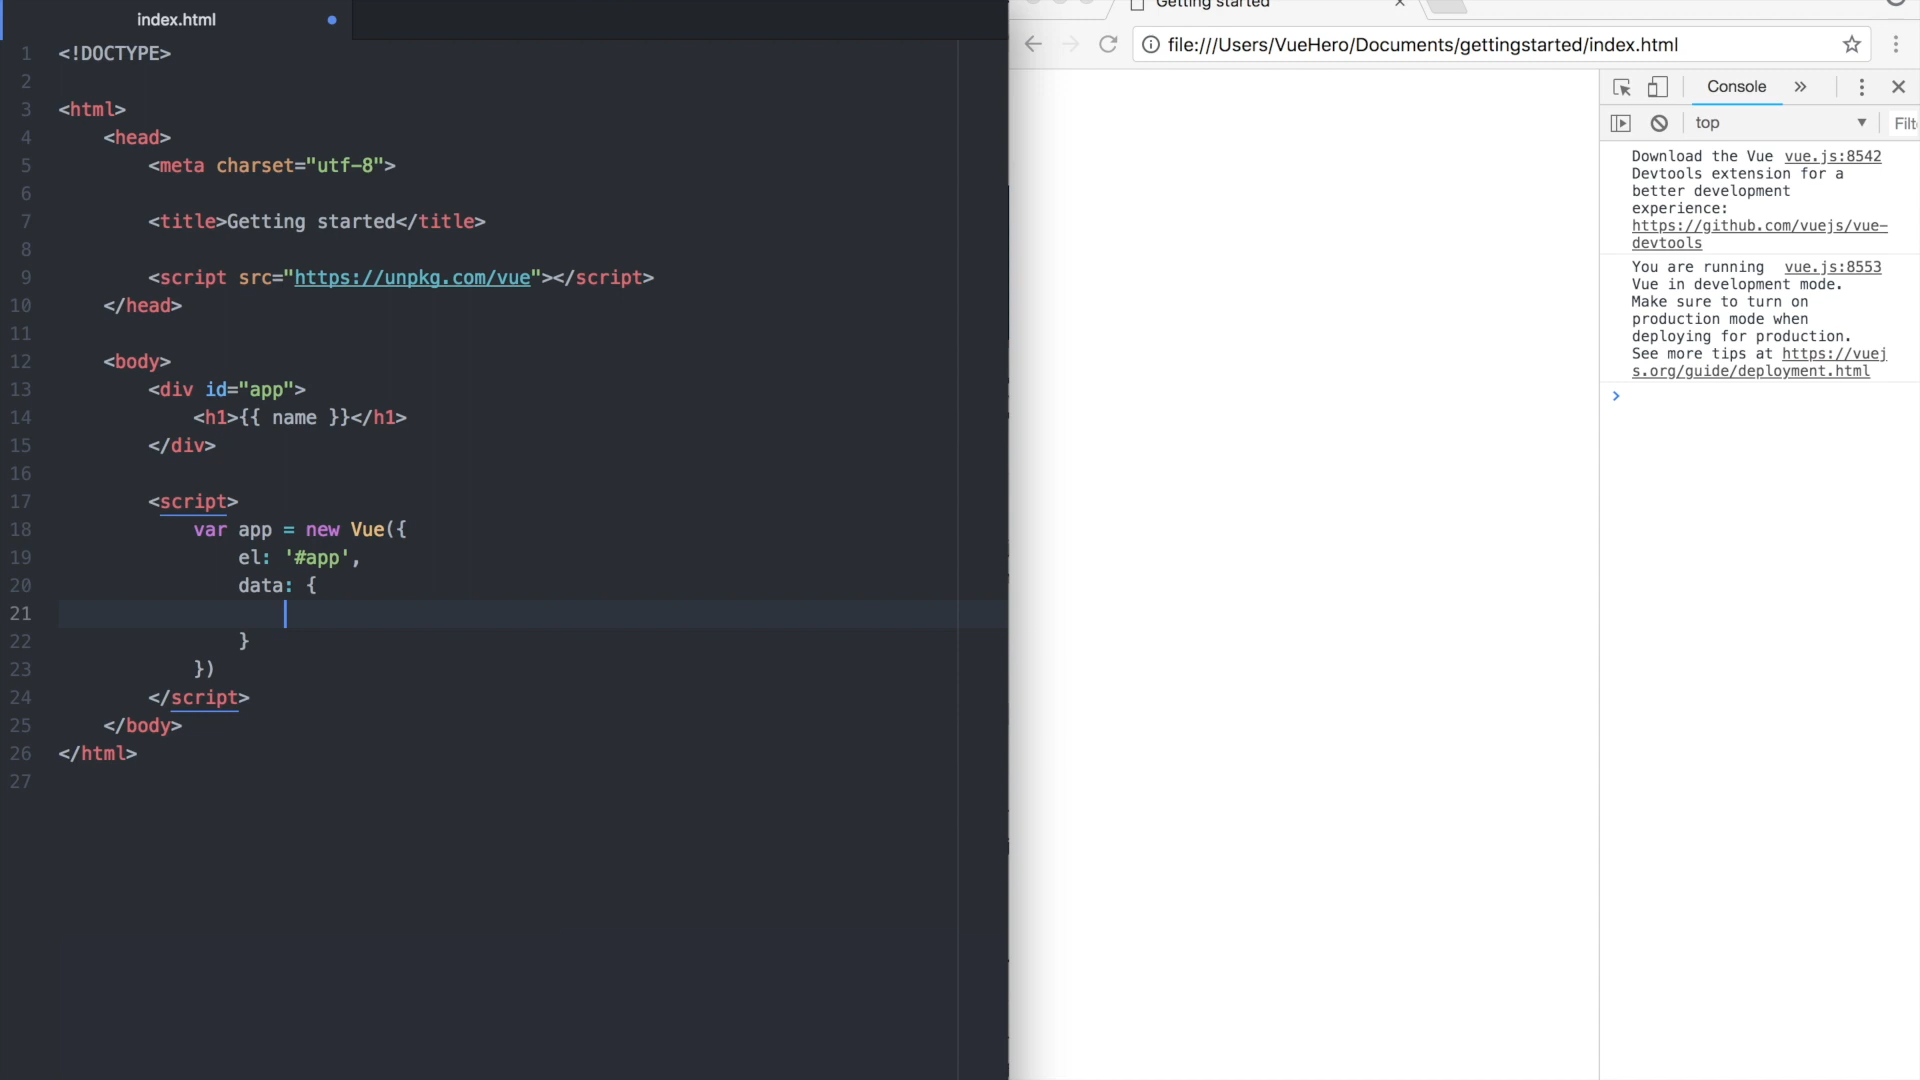 index.html
1 <!DOCTYPE>
2
3 <html>
4     <head>
5         <meta charset="utf-8">
6
7         <title>Getting started</title>
8
9         <script src="https://unpkg.com/vue"></script>
10     </head>
11
12     <body>
13         <div id="app">
14             <h1>{{ name }}</h1>
15         </div>
16
17         <script>
18             var app = new Vue({
19                 el: '#app',
20                 data: {
21
22                 }
23             })
24         </script>
25     </body>
26 </html>
27
Getting started
file:///Users/VueHero/Documents/gettingstarted/index.html
Console
top
Filt
Download the Vue vue.js:8542
Devtools extension for a
better development
experience:
https://github.com/vuejs/vue-
devtools
You are running vue.js:8553
Vue in development mode.
Make sure to turn on
production mode when
deploying for production.
See more tips at https://vuej
s.org/guide/deployment.html